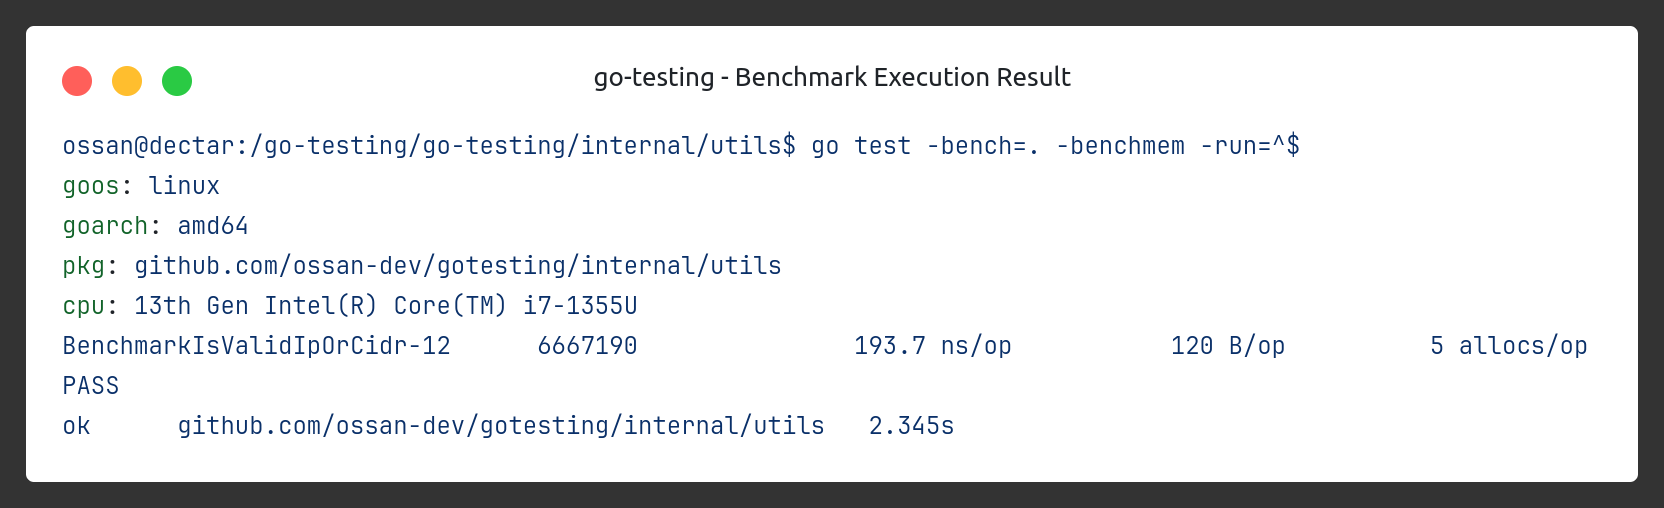 go-testing - Benchmark Execution Result
ossan@dectar:/go-testing/go-testing/internal/utils$ go test -bench=. -benchmem -run=^$
goos: linux
goarch: amd64
pkg: github.com/ossan-dev/gotesting/internal/utils
cpu: 13th Gen Intel(R) Core(TM) i7-1355U
BenchmarkIsValidIpOrCidr-12      6667190               193.7 ns/op           120 B/op          5 allocs/op
PASS
ok      github.com/ossan-dev/gotesting/internal/utils   2.345s